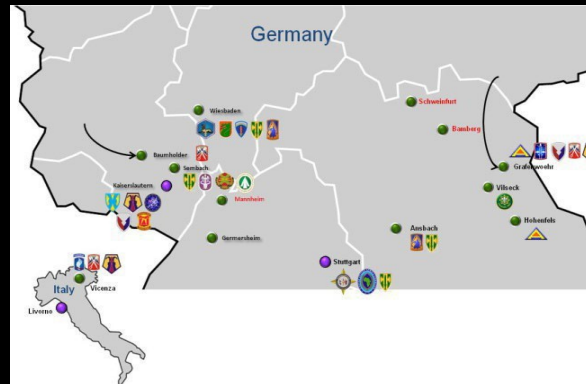 Germany
Wiesbaden
Schweinfurt
Bamberg
Baumholder
Sembach
Grafenwoehr
Kaiserslautern
Vilseck
Mannheim
Hohenfels
Germersheim
Ansbach
Stuttgart
Italy
Vicenza
Livorno